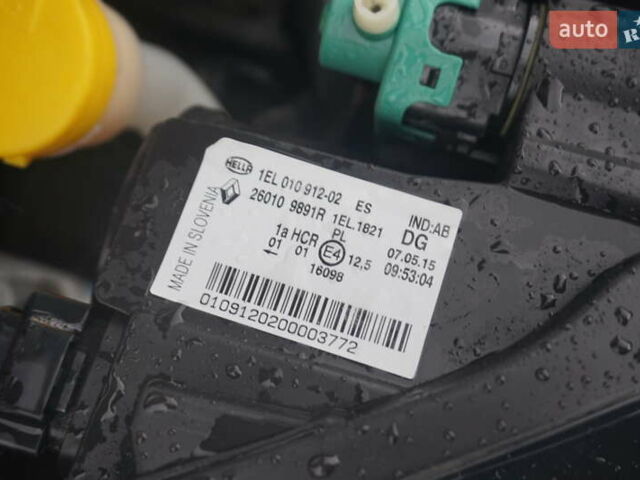 auto
R
HELLA
1EL 010 912-02 ES IND:AB
26010 9891R 1EL.1821 DG
PL
1a HCR E4 12,5 07.05.15
01 01 09:53:04
16098
MADE IN SLOVENIA
0109120200003772